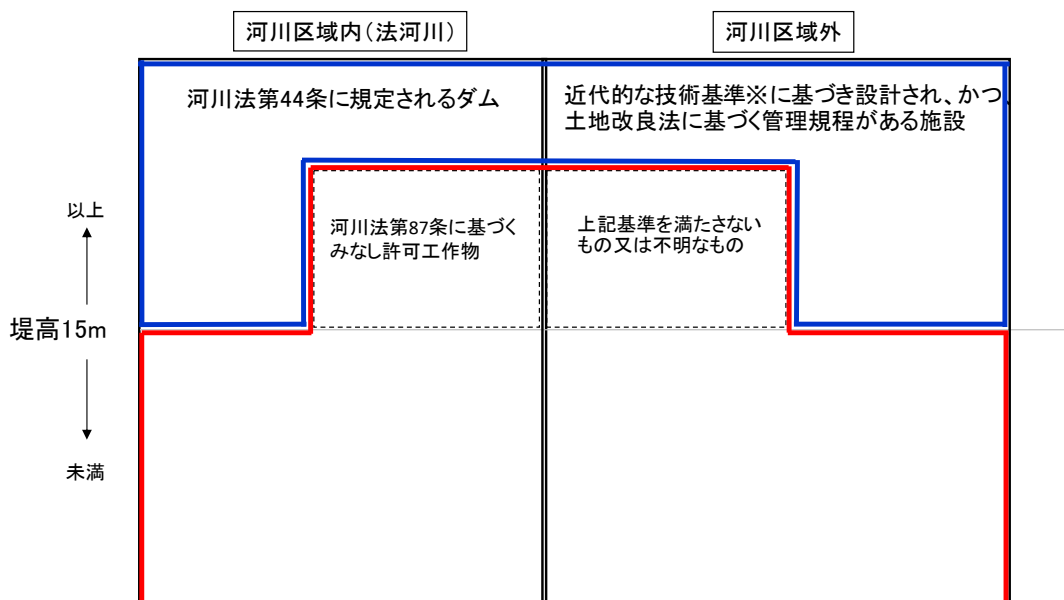 河川区域内(法河川)
河川区域外
河川法第44条に規定されるダム
近代的な技術基準※に基づき設計され、かつ、
土地改良法に基づく管理規程がある施設
以上
河川法第87条に基づく
みなし許可工作物
上記基準を満たさない
もの又は不明なもの
堤高15m
未満